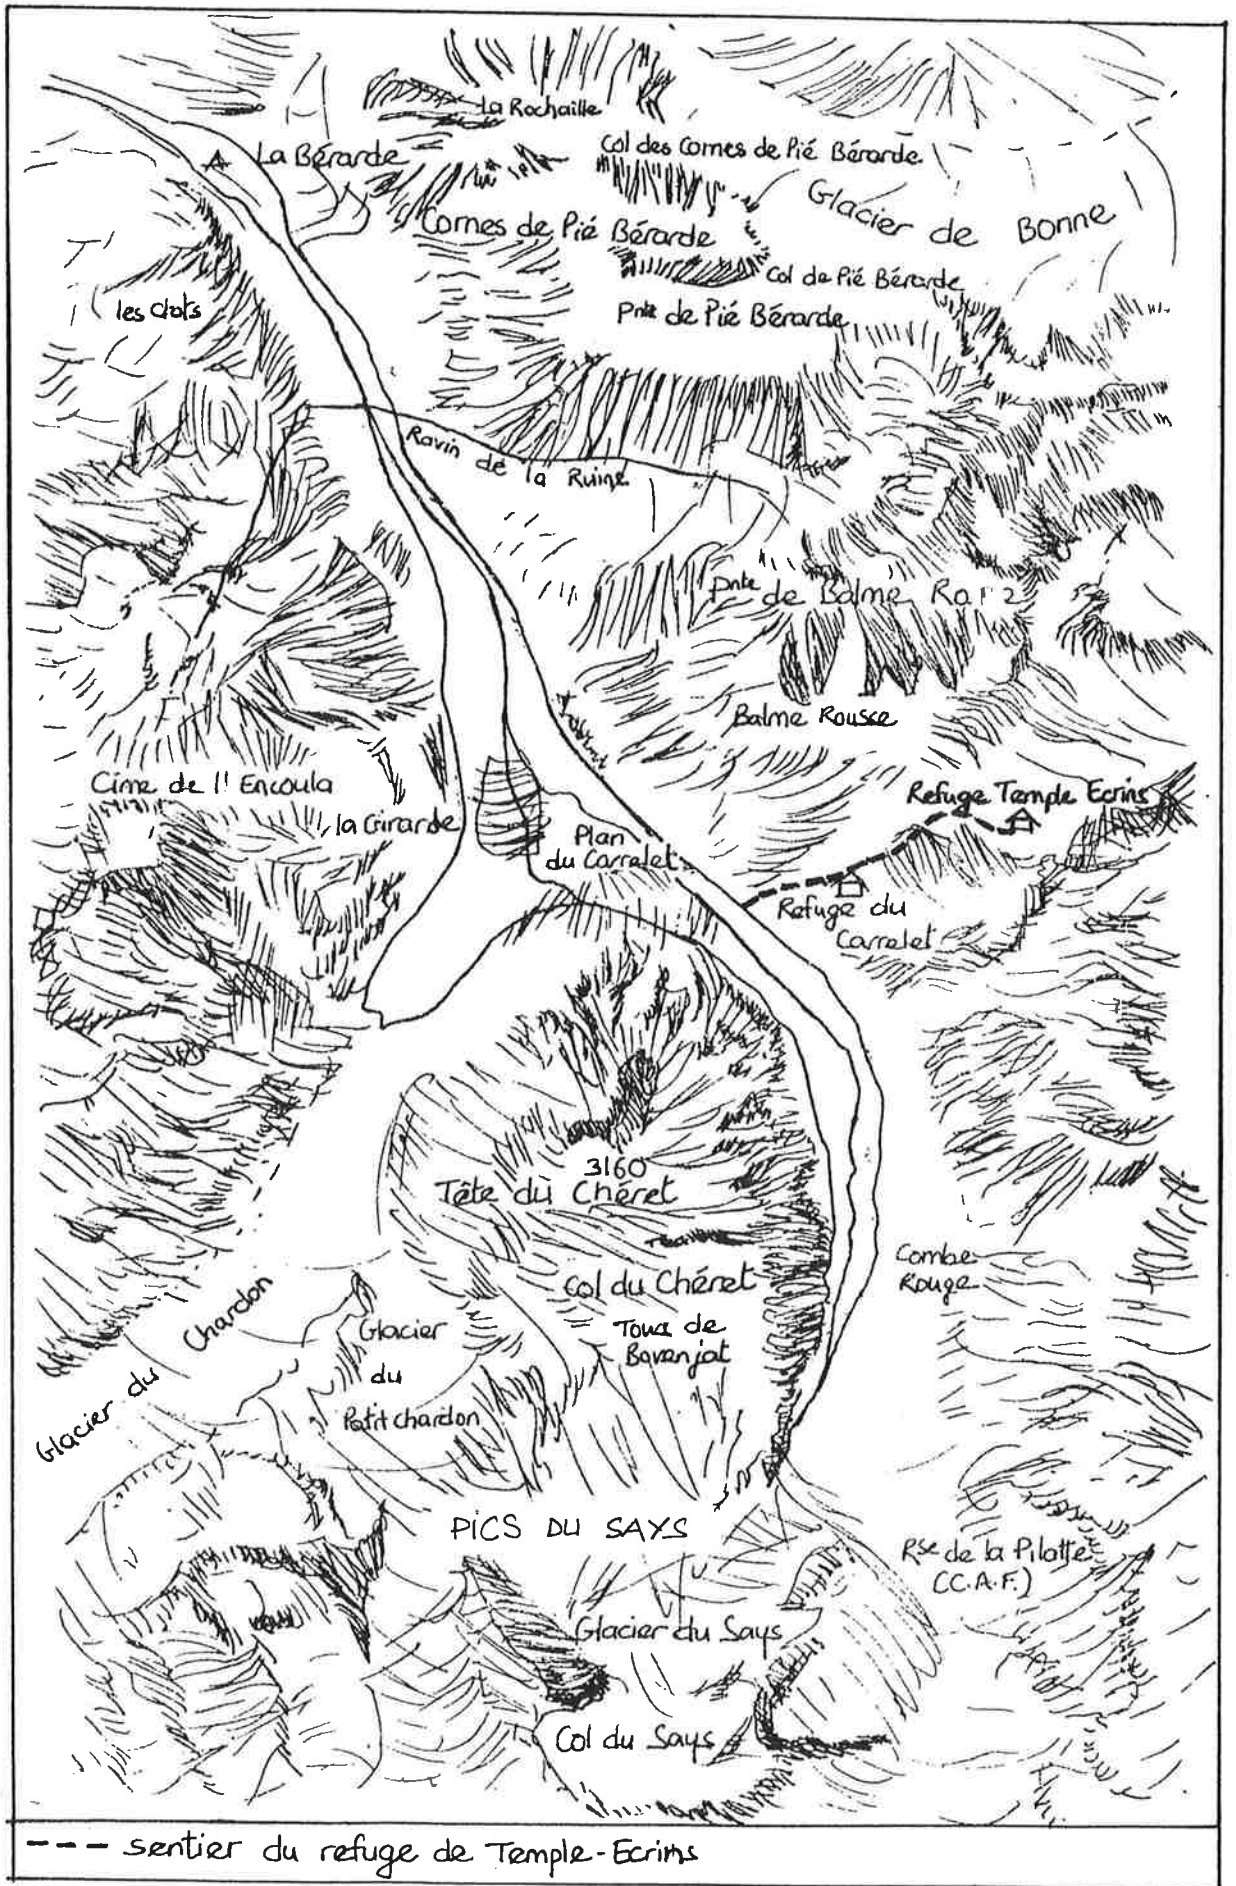 La Rochaille
La Bérarde
Col des Cornes de Pié Bérarde
Glacier de Bonne
Cornes de Pié Bérarde
Col de Pié Bérarde
les clots
Pnte de Pié Bérarde
Ravin de la Ruine
Pnte de Balme
Balme Rousse
Cime de l'Encoula
Refuge Temple Ecrins
la Girarde
Plan
du Carrelet
Refuge du
Carrelet
3160
Tête du Chéret
Combe
Rouge
Col du Chéret
Glacier du Chardon
Glacier
du
Petit chardon
Tour de
Bavanjat
PICS DU SAYS
Rse de la Pilatte
(C.A.F.)
Glacier du Says
Col du Says
--- sentier du refuge de Temple-Ecrins